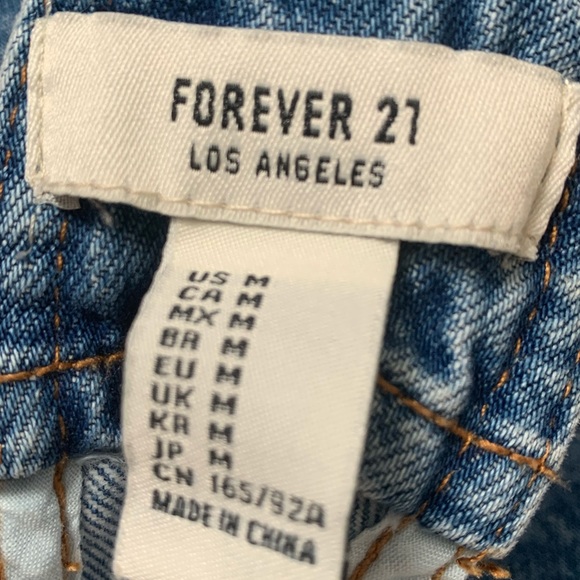 FOREVER 21
LOS ANGELES
US M
CA M
MX M
BR M
EU M
UK M
KR M
JP M
CN 165/92A
MADE IN CHINA